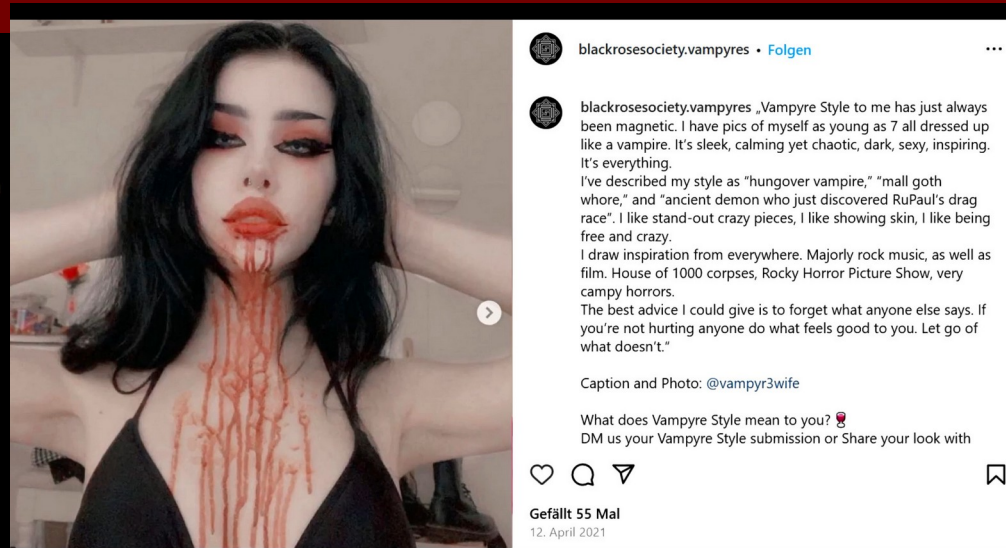 blackrosesociety.vampyres • Folgen
blackrosesociety.vampyres „Vampyre Style to me has just always
been magnetic. I have pics of myself as young as 7 all dressed up
like a vampire. It's sleek, calming yet chaotic, dark, sexy, inspiring.
It's everything.
I've described my style as "hungover vampire," "mall goth
whore," and "ancient demon who just discovered RuPaul's drag
race". I like stand-out crazy pieces, I like showing skin, I like being
free and crazy.
I draw inspiration from everywhere. Majorly rock music, as well as
film. House of 1000 corpses, Rocky Horror Picture Show, very
campy horrors.
The best advice I could give is to forget what anyone else says. If
you're not hurting anyone do what feels good to you. Let go of
what doesn't."
Caption and Photo: @vampyr3wife
What does Vampyre Style mean to you? 🍷
DM us your Vampyre Style submission or Share your look with
Gefällt 55 Mal
12. April 2021